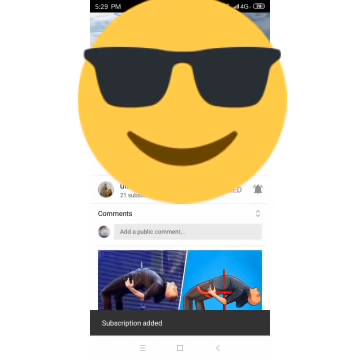 5:29 PM
4G
21 subs
Comments
Add a public comment...
Subscription added